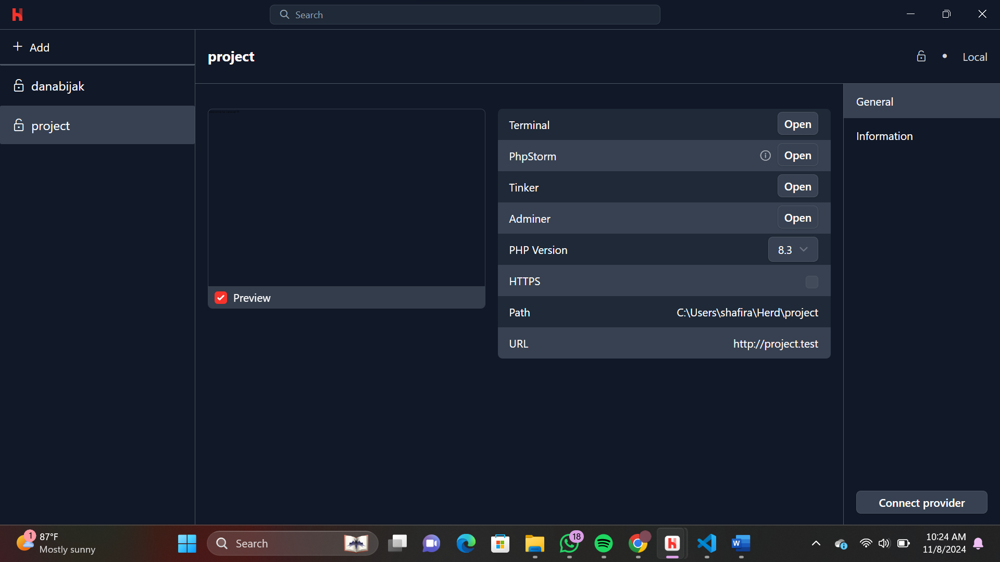 Search
Add
danabijak
project
project
Local
Preview
Terminal
Open
PhpStorm
Open
Tinker
Open
Adminer
Open
PHP Version
8.3
HTTPS
Path
C:\Users\shafira\Herd\project
URL
http://project.test
General
Information
Connect provider
1
87°F
Mostly sunny
Search
18
10:24 AM
11/8/2024